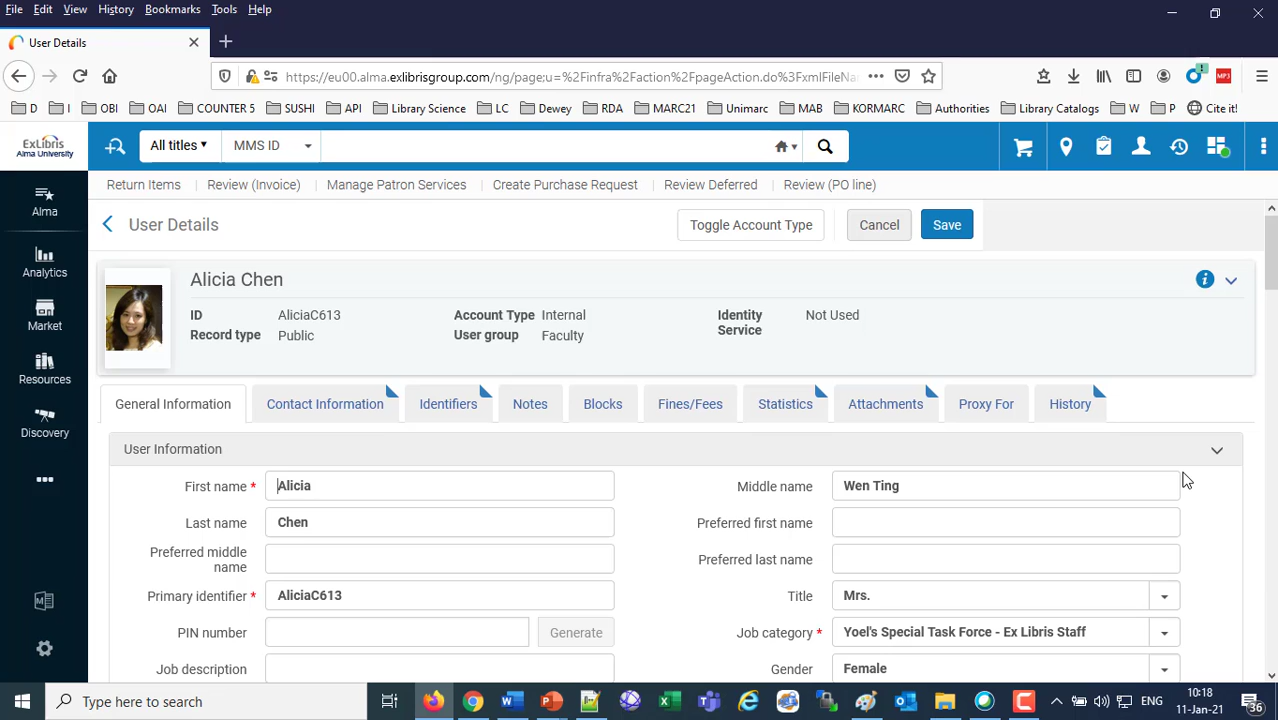 File Edit View History Bookmarks Tools Help
User Details
https://eu00.alma.exlibrisgroup.com/ng/page;u=%2Finfra%2Faction%2FpageAction.do%3FxmlFileNa
MP3
D I OBI OAI COUNTER 5 SUSHI API Library Science LC Dewey RDA MARC21 Unimarc MAB KORMARC Authorities Library Catalogs W P Cite it!
ExLibris
Alma University
All titles MMS ID
Return Items Review (Invoice) Manage Patron Services Create Purchase Request Review Deferred Review (PO line)
Alma
Analytics
Market
Resources
Discovery
User Details Toggle Account Type Cancel Save
Alicia Chen
ID AliciaC613 Account Type Internal Identity Service Not Used
Record type Public User group Faculty
General Information Contact Information Identifiers Notes Blocks Fines/Fees Statistics Attachments Proxy For History
User Information
First name * Alicia Middle name Wen Ting
Last name Chen Preferred first name
Preferred middle name Preferred last name
Primary identifier * AliciaC613 Title Mrs.
PIN number Generate Job category * Yoel's Special Task Force - Ex Libris Staff
Job description Gender Female
Type here to search
ENG
10:18
11-Jan-21
36